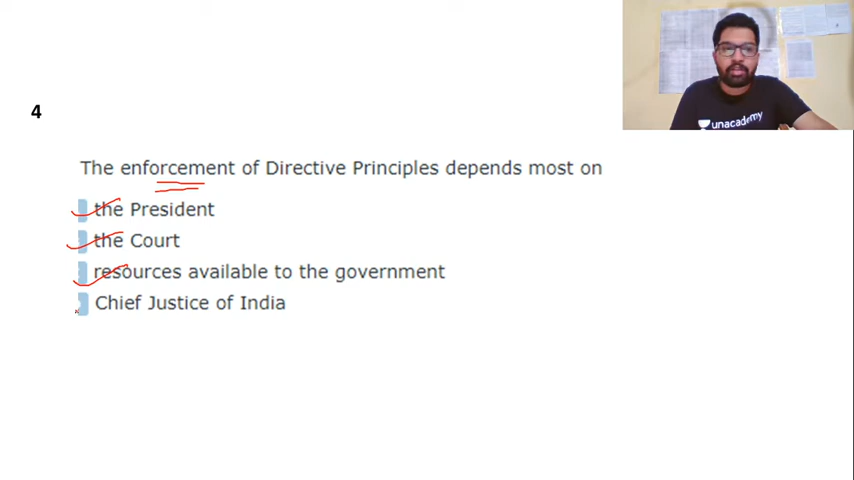 unacademy
4
The enforcement of Directive Principles depends most on
the President
the Court
resources available to the government
Chief Justice of India